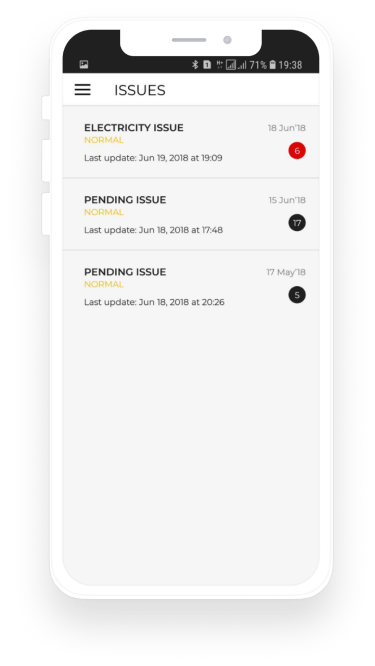 71% 19:38
ISSUES
ELECTRICITY ISSUE 18 Jun'18
NORMAL
6
Last update: Jun 19, 2018 at 19:09
PENDING ISSUE 15 Jun'18
NORMAL
17
Last update: Jun 18, 2018 at 17:48
PENDING ISSUE 17 May'18
NORMAL
5
Last update: Jun 18, 2018 at 20:26